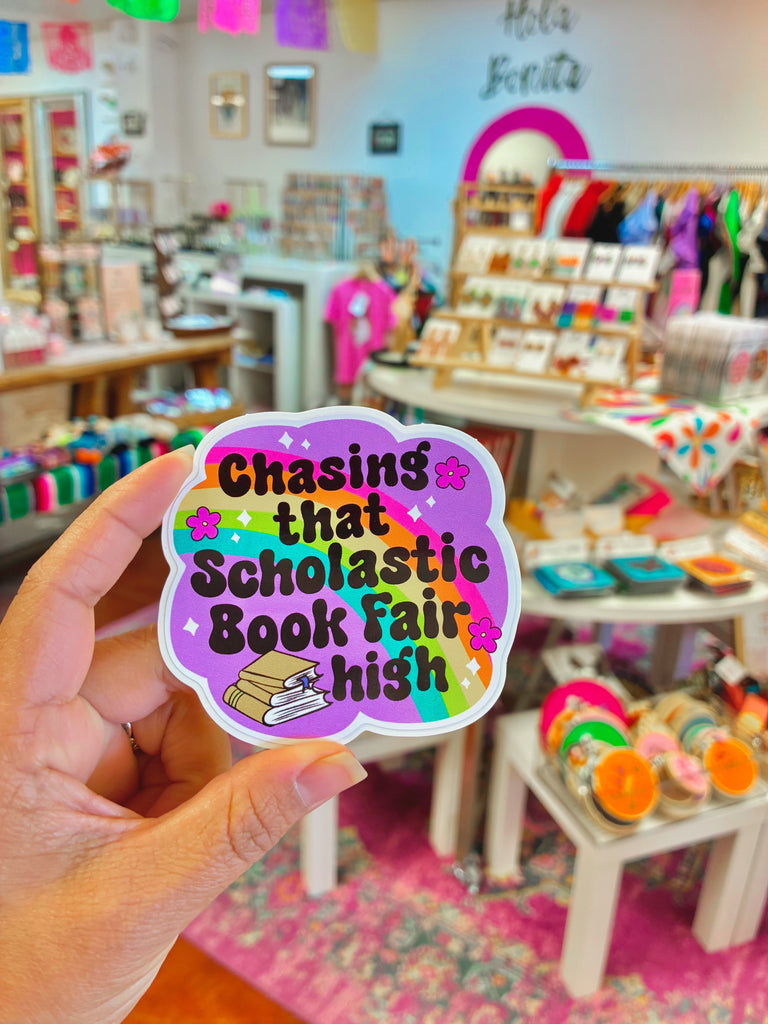 Hola
Bonita
Chasing
that
Scholastic
Book Fair
high